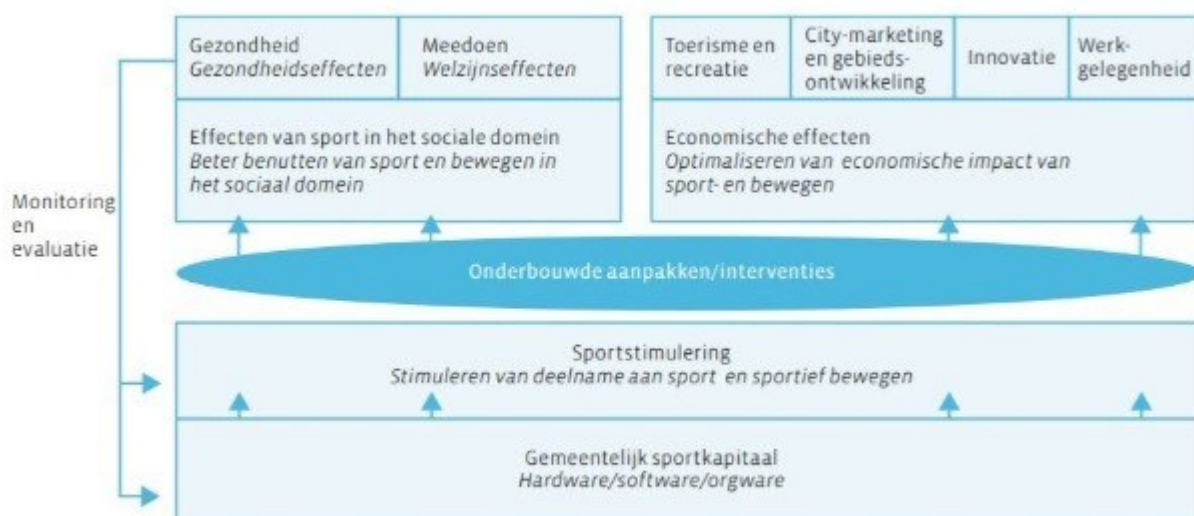 Gezondheid
Gezondheidseffecten
Meedoen
Welzijnseffecten
Toerisme en
recreatie
City-marketing
en gebieds-
ontwikkeling
Innovatie
Werk-
gelegenheid
Effecten van sport in het sociale domein
Beter benutten van sport en bewegen in
het sociaal domein
Economische effecten
Optimaliseren van economische impact van
sport- en bewegen
Monitoring
en
evaluatie
Onderbouwde aanpakken/interventies
Sportstimulering
Stimuleren van deelname aan sport en sportief bewegen
Gemeentelijk sportkapitaal
Hardware/software/orgware